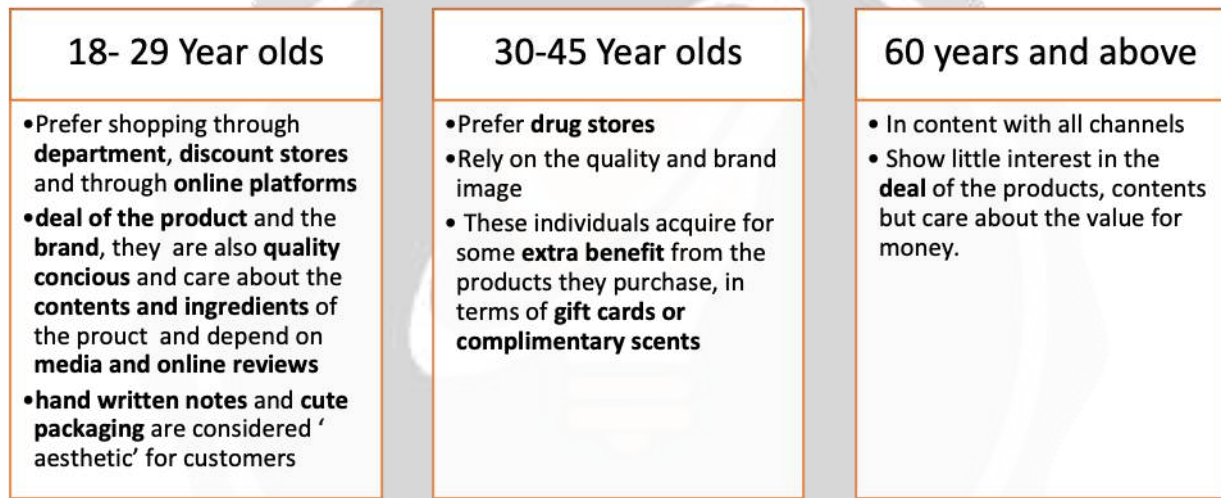 18- 29 Year olds
•Prefer shopping through
department, discount stores
and through online platforms
•deal of the product and the
brand, they  are also quality
concious and care about the
contents and ingredients of
the prouct  and depend on
media and online reviews
•hand written notes and cute
packaging are considered ‘
aesthetic’ for customers
30-45 Year olds
•Prefer drug stores
•Rely on the quality and brand
image
• These individuals acquire for
some extra benefit from the
products they purchase, in
terms of gift cards or
complimentary scents
60 years and above
• In content with all channels
• Show little interest in the
deal of the products, contents
but care about the value for
money.